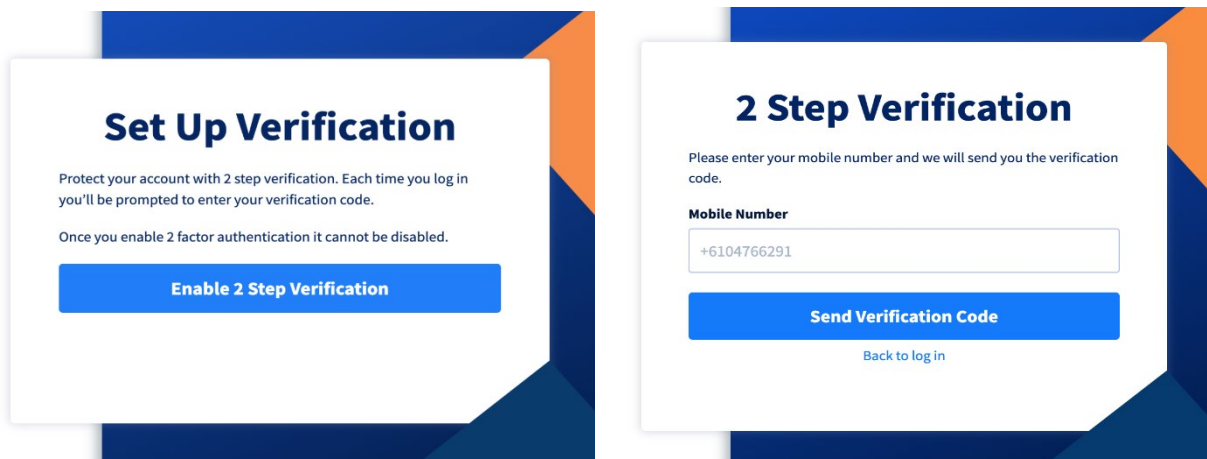 Set Up Verification
Protect your account with 2 step verification. Each time you log in
you'll be prompted to enter your verification code.
Once you enable 2 factor authentication it cannot be disabled.
Enable 2 Step Verification
2 Step Verification
Please enter your mobile number and we will send you the verification
code.
Mobile Number
+6104766291
Send Verification Code
Back to log in